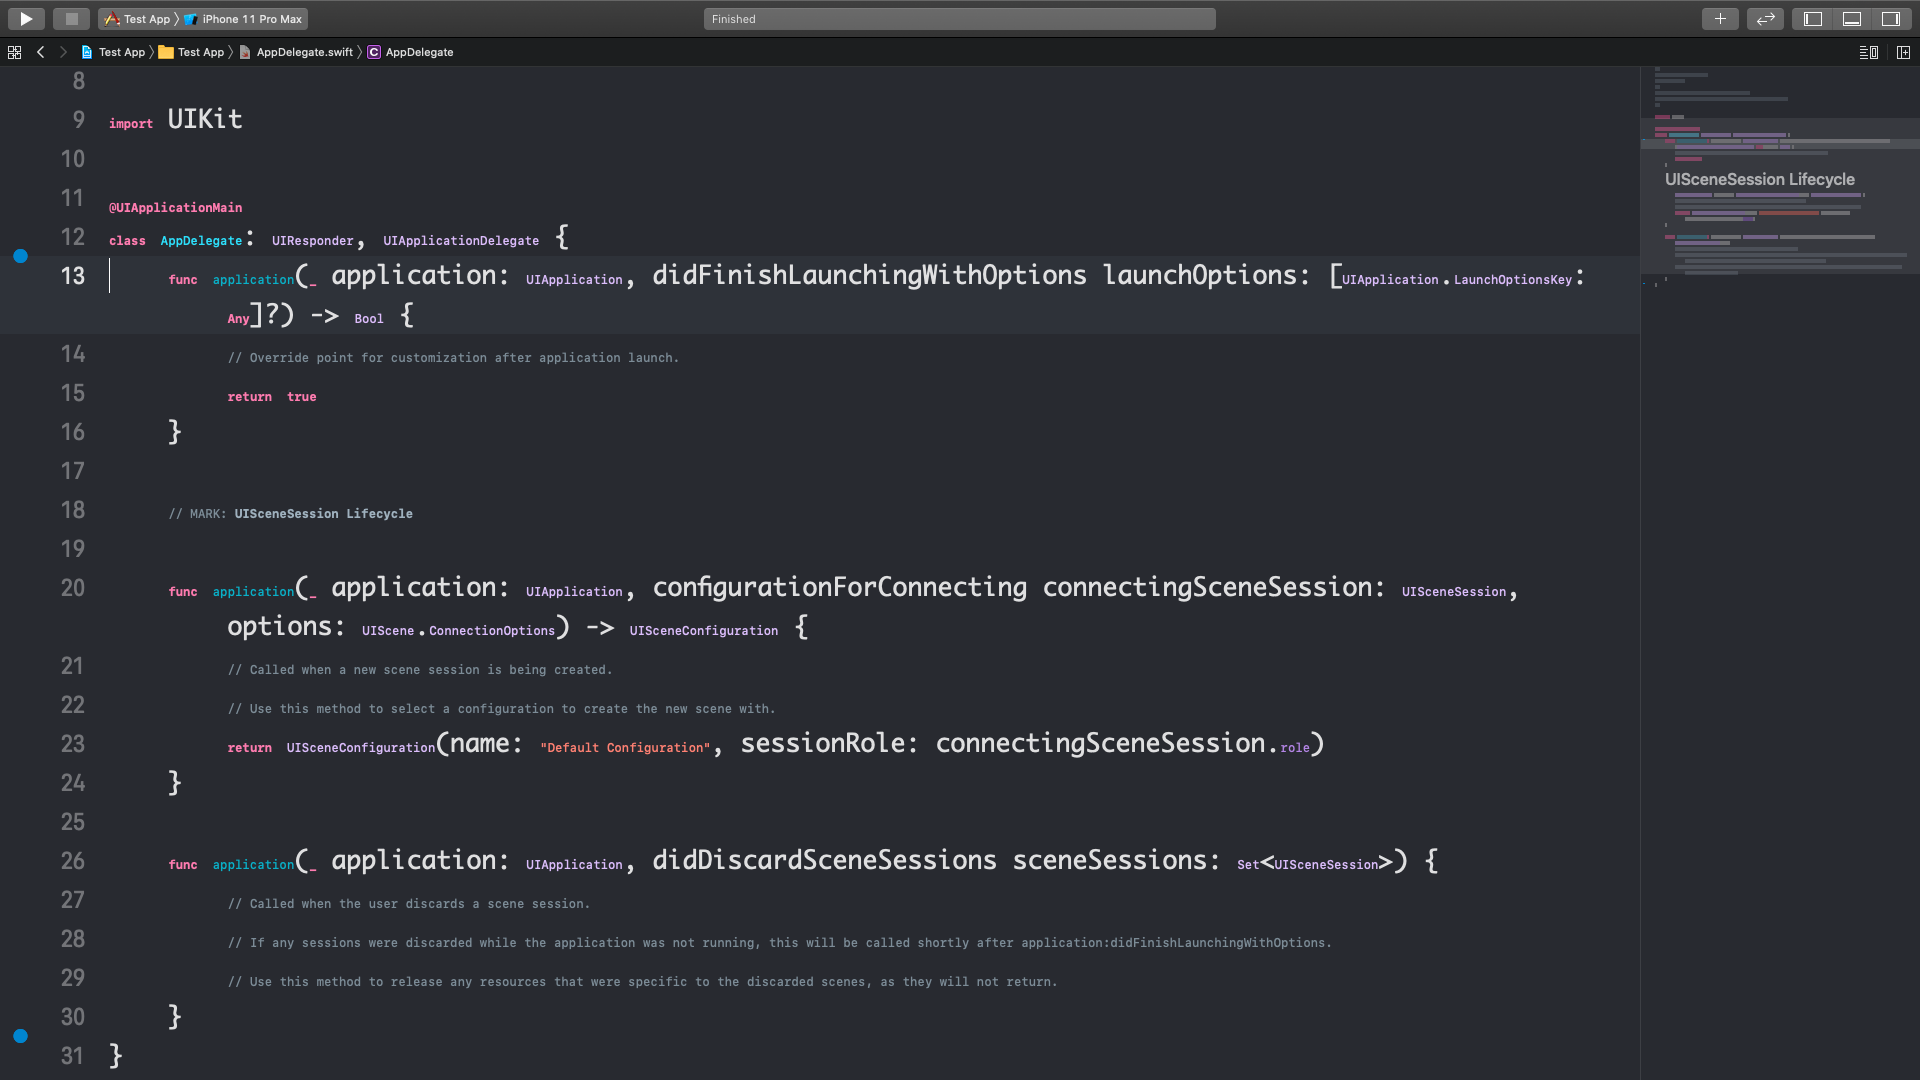 Test App iPhone 11 Pro Max Finished
Test App Test App AppDelegate.swift C AppDelegate
8
9 import UIKit
10
11 @UIApplicationMain
12 class AppDelegate: UIResponder, UIApplicationDelegate {
13 func application(_ application: UIApplication, didFinishLaunchingWithOptions launchOptions: [UIApplication.LaunchOptionsKey:
Any]?) -> Bool {
14 // Override point for customization after application launch.
15 return true
16 }
17
18 // MARK: UISceneSession Lifecycle
19
20 func application(_ application: UIApplication, configurationForConnecting connectingSceneSession: UISceneSession,
options: UIScene.ConnectionOptions) -> UISceneConfiguration {
21 // Called when a new scene session is being created.
22 // Use this method to select a configuration to create the new scene with.
23 return UISceneConfiguration(name: "Default Configuration", sessionRole: connectingSceneSession.role)
24 }
25
26 func application(_ application: UIApplication, didDiscardSceneSessions sceneSessions: Set<UISceneSession>) {
27 // Called when the user discards a scene session.
28 // If any sessions were discarded while the application was not running, this will be called shortly after application:didFinishLaunchingWithOptions.
29 // Use this method to release any resources that were specific to the discarded scenes, as they will not return.
30 }
31 }
UISceneSession Lifecycle